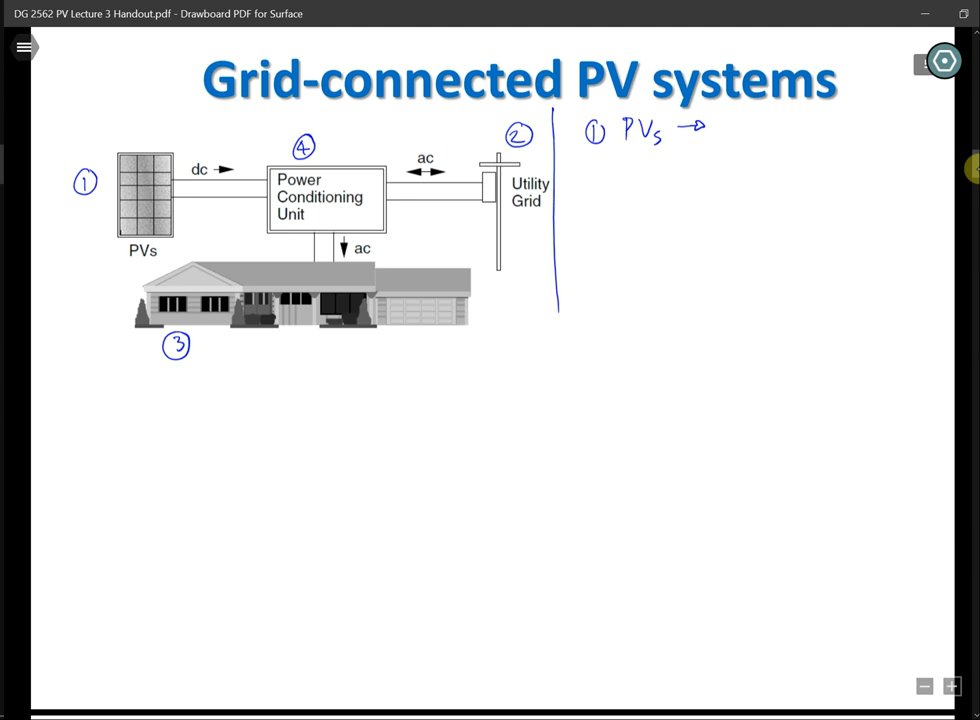 DG 2562 PV Lecture 3 Handout.pdf - Drawboard PDF for Surface
Grid-connected PV systems
① PVs →
②
④
ac
dc
Power
Conditioning
Unit
Utility
Grid
①
PVs
ac
③